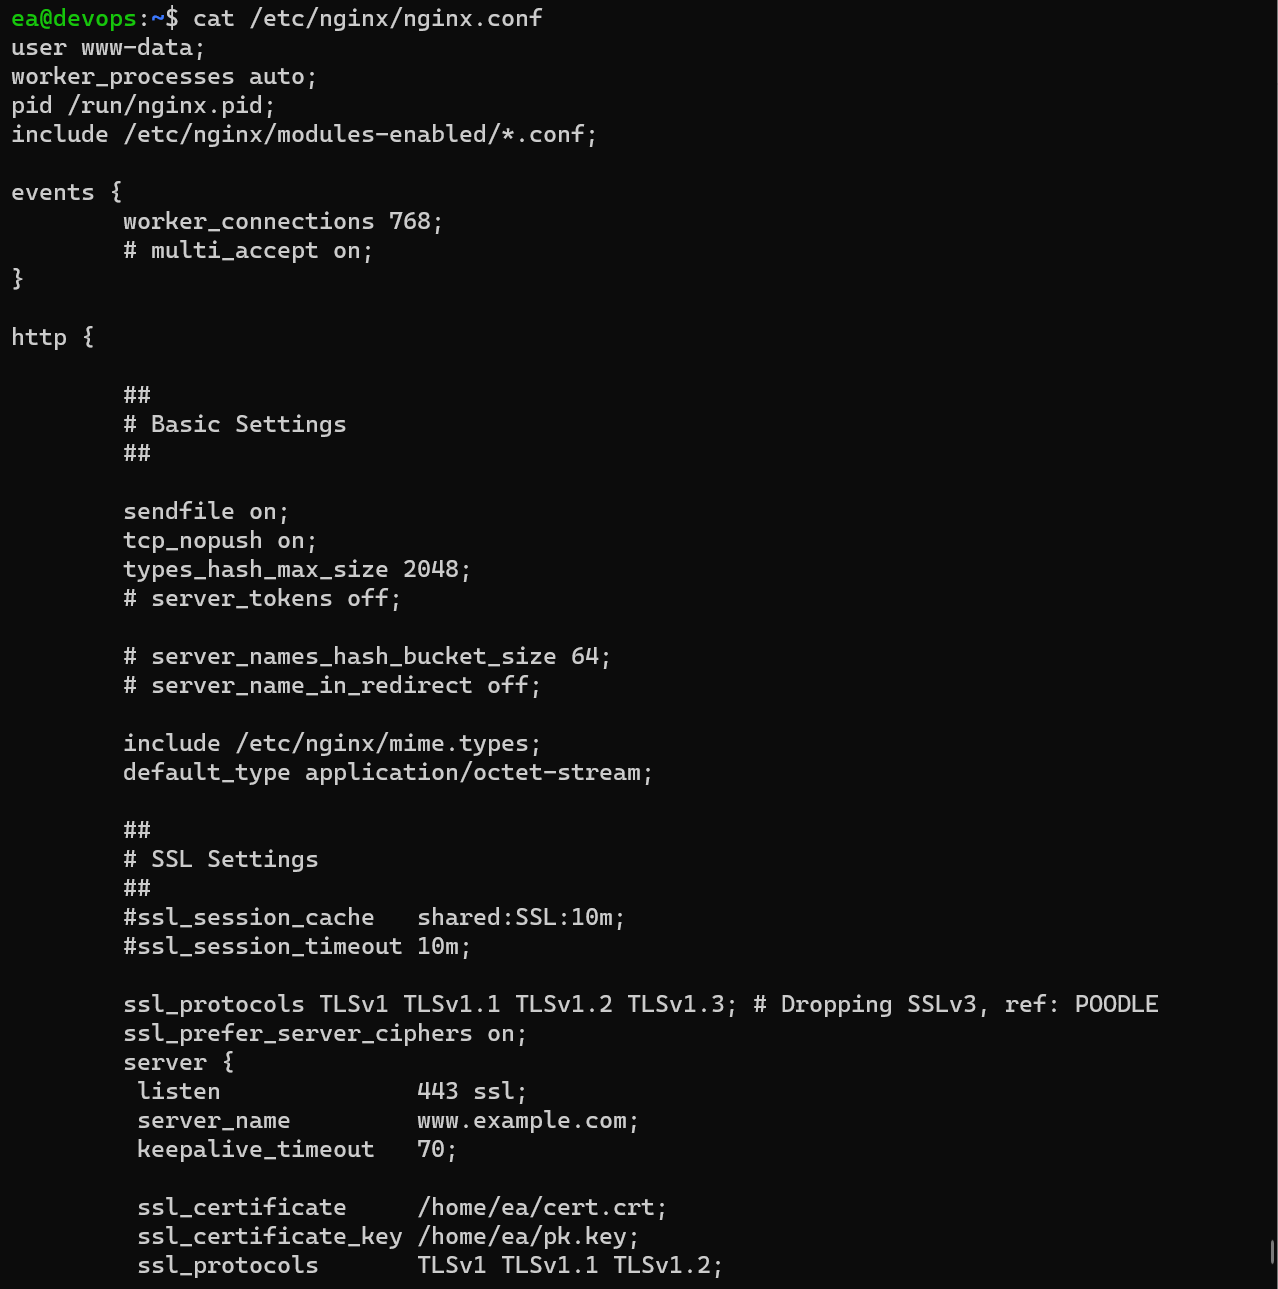 ea@devops:~$ cat /etc/nginx/nginx.conf
user www-data;
worker_processes auto;
pid /run/nginx.pid;
include /etc/nginx/modules-enabled/*.conf;

events {
        worker_connections 768;
        # multi_accept on;
}

http {

        ##
        # Basic Settings
        ##

        sendfile on;
        tcp_nopush on;
        types_hash_max_size 2048;
        # server_tokens off;

        # server_names_hash_bucket_size 64;
        # server_name_in_redirect off;

        include /etc/nginx/mime.types;
        default_type application/octet-stream;

        ##
        # SSL Settings
        ##
        #ssl_session_cache   shared:SSL:10m;
        #ssl_session_timeout 10m;

        ssl_protocols TLSv1 TLSv1.1 TLSv1.2 TLSv1.3; # Dropping SSLv3, ref: POODLE
        ssl_prefer_server_ciphers on;
        server {
         listen              443 ssl;
         server_name         www.example.com;
         keepalive_timeout   70;

         ssl_certificate     /home/ea/cert.crt;
         ssl_certificate_key /home/ea/pk.key;
         ssl_protocols       TLSv1 TLSv1.1 TLSv1.2;